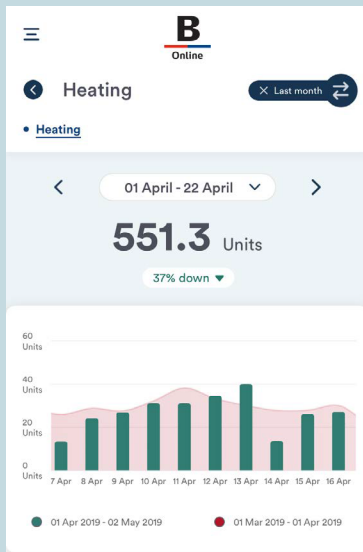 B
Online
Heating
× Last month
Heating
01 April - 22 April
551.3 Units
37% down
60
Units
40
Units
20
Units
0
Units
7 Apr 8 Apr 9 Apr 10 Apr 11 Apr 12 Apr 13 Apr 14 Apr 15 Apr 16 Apr
01 Apr 2019 - 02 May 2019
01 Mar 2019 - 01 Apr 2019